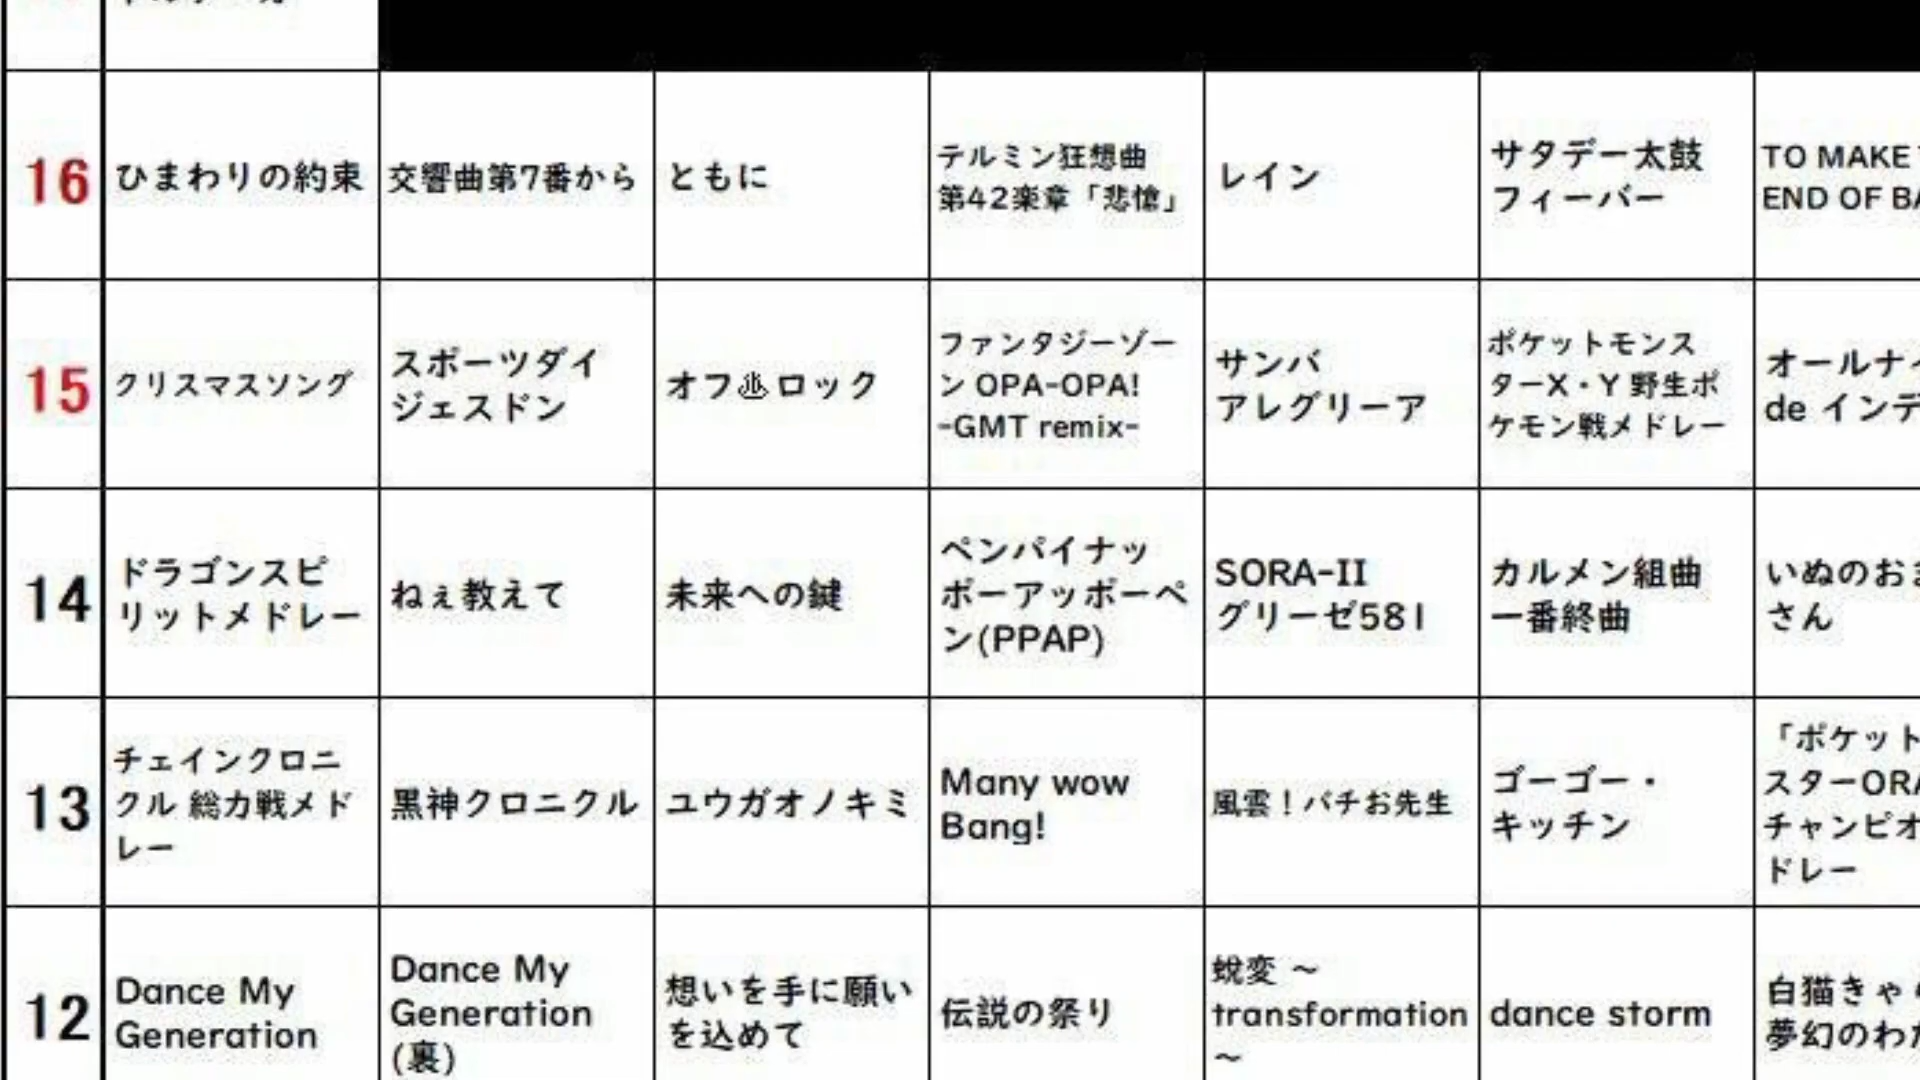 16
ひまわりの約束
交響曲第7番から
ともに
テルミン狂想曲
第42楽章「悲愴」
レイン
サタデー太鼓
フィーバー
TO MAKE
END OF BA
15
クリスマスソング
スポーツダイ
ジェスドン
オフ♨ロック
ファンタジーゾー
ン OPA-OPA!
-GMT remix-
サンバ
アレグリーア
ポケットモンス
ターX・Y 野生ポ
ケモン戦メドレー
オールナイ
de インデ
14
ドラゴンスピ
リットメドレー
ねぇ教えて
未来への鍵
ペンパイナッ
ポーアッポーペ
ン(PPAP)
SORA-II
グリーゼ581
カルメン組曲
一番終曲
いぬのおま
さん
13
チェインクロニ
クル 総力戦メド
レー
黒神クロニクル
ユウガオノキミ
Many wow
Bang!
風雲！バチお先生
ゴーゴー・
キッチン
「ポケット
スターORA
チャンピオ
ドレー
12
Dance My
Generation
Dance My
Generation
(裏)
想いを手に願い
を込めて
伝説の祭り
蛻変 ～
transformation
～
dance storm
白猫きゃら
夢幻のわた